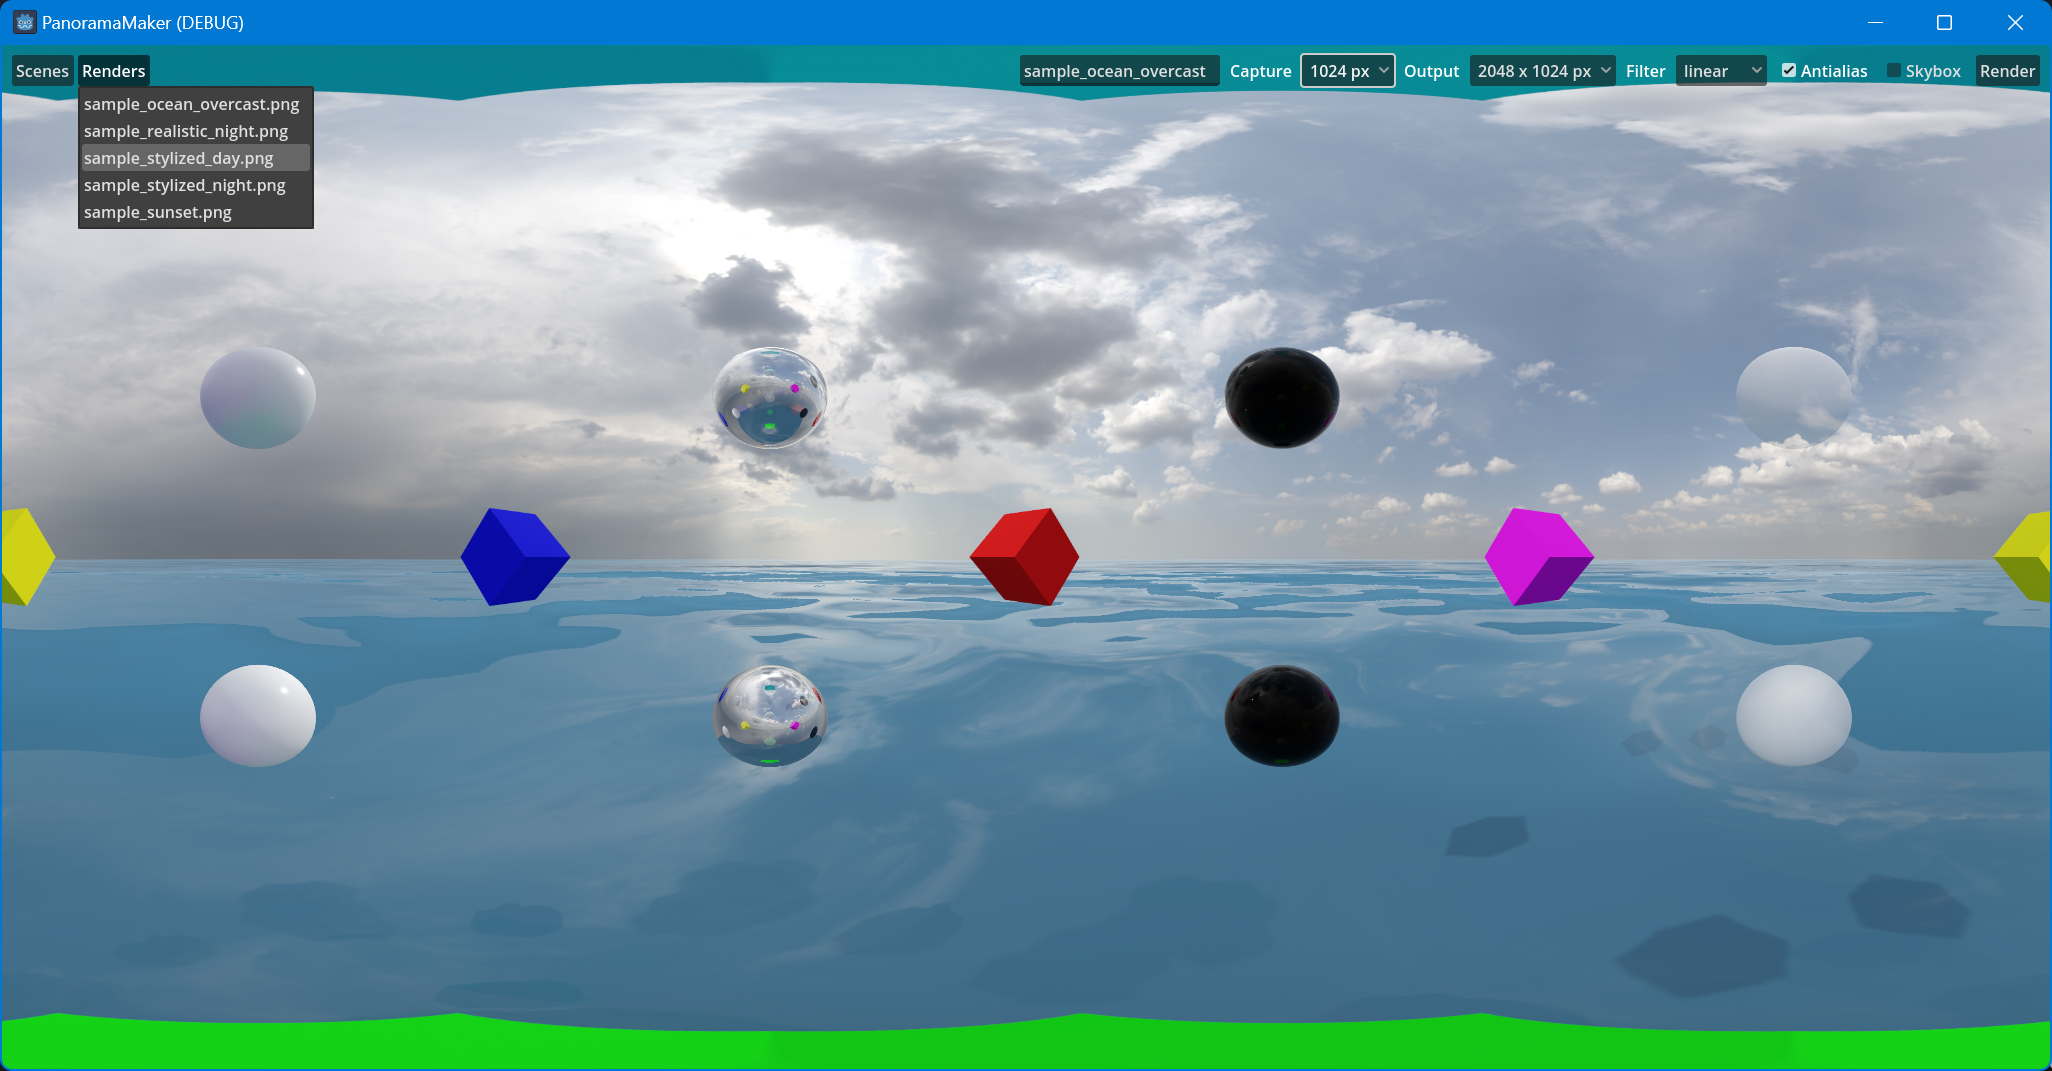 PanoramaMaker (DEBUG)
Scenes Renders sample_ocean_overcast Capture 1024 px Output 2048 x 1024 px Filter linear Antialias Skybox Render
sample_ocean_overcast.png
sample_realistic_night.png
sample_stylized_day.png
sample_stylized_night.png
sample_sunset.png